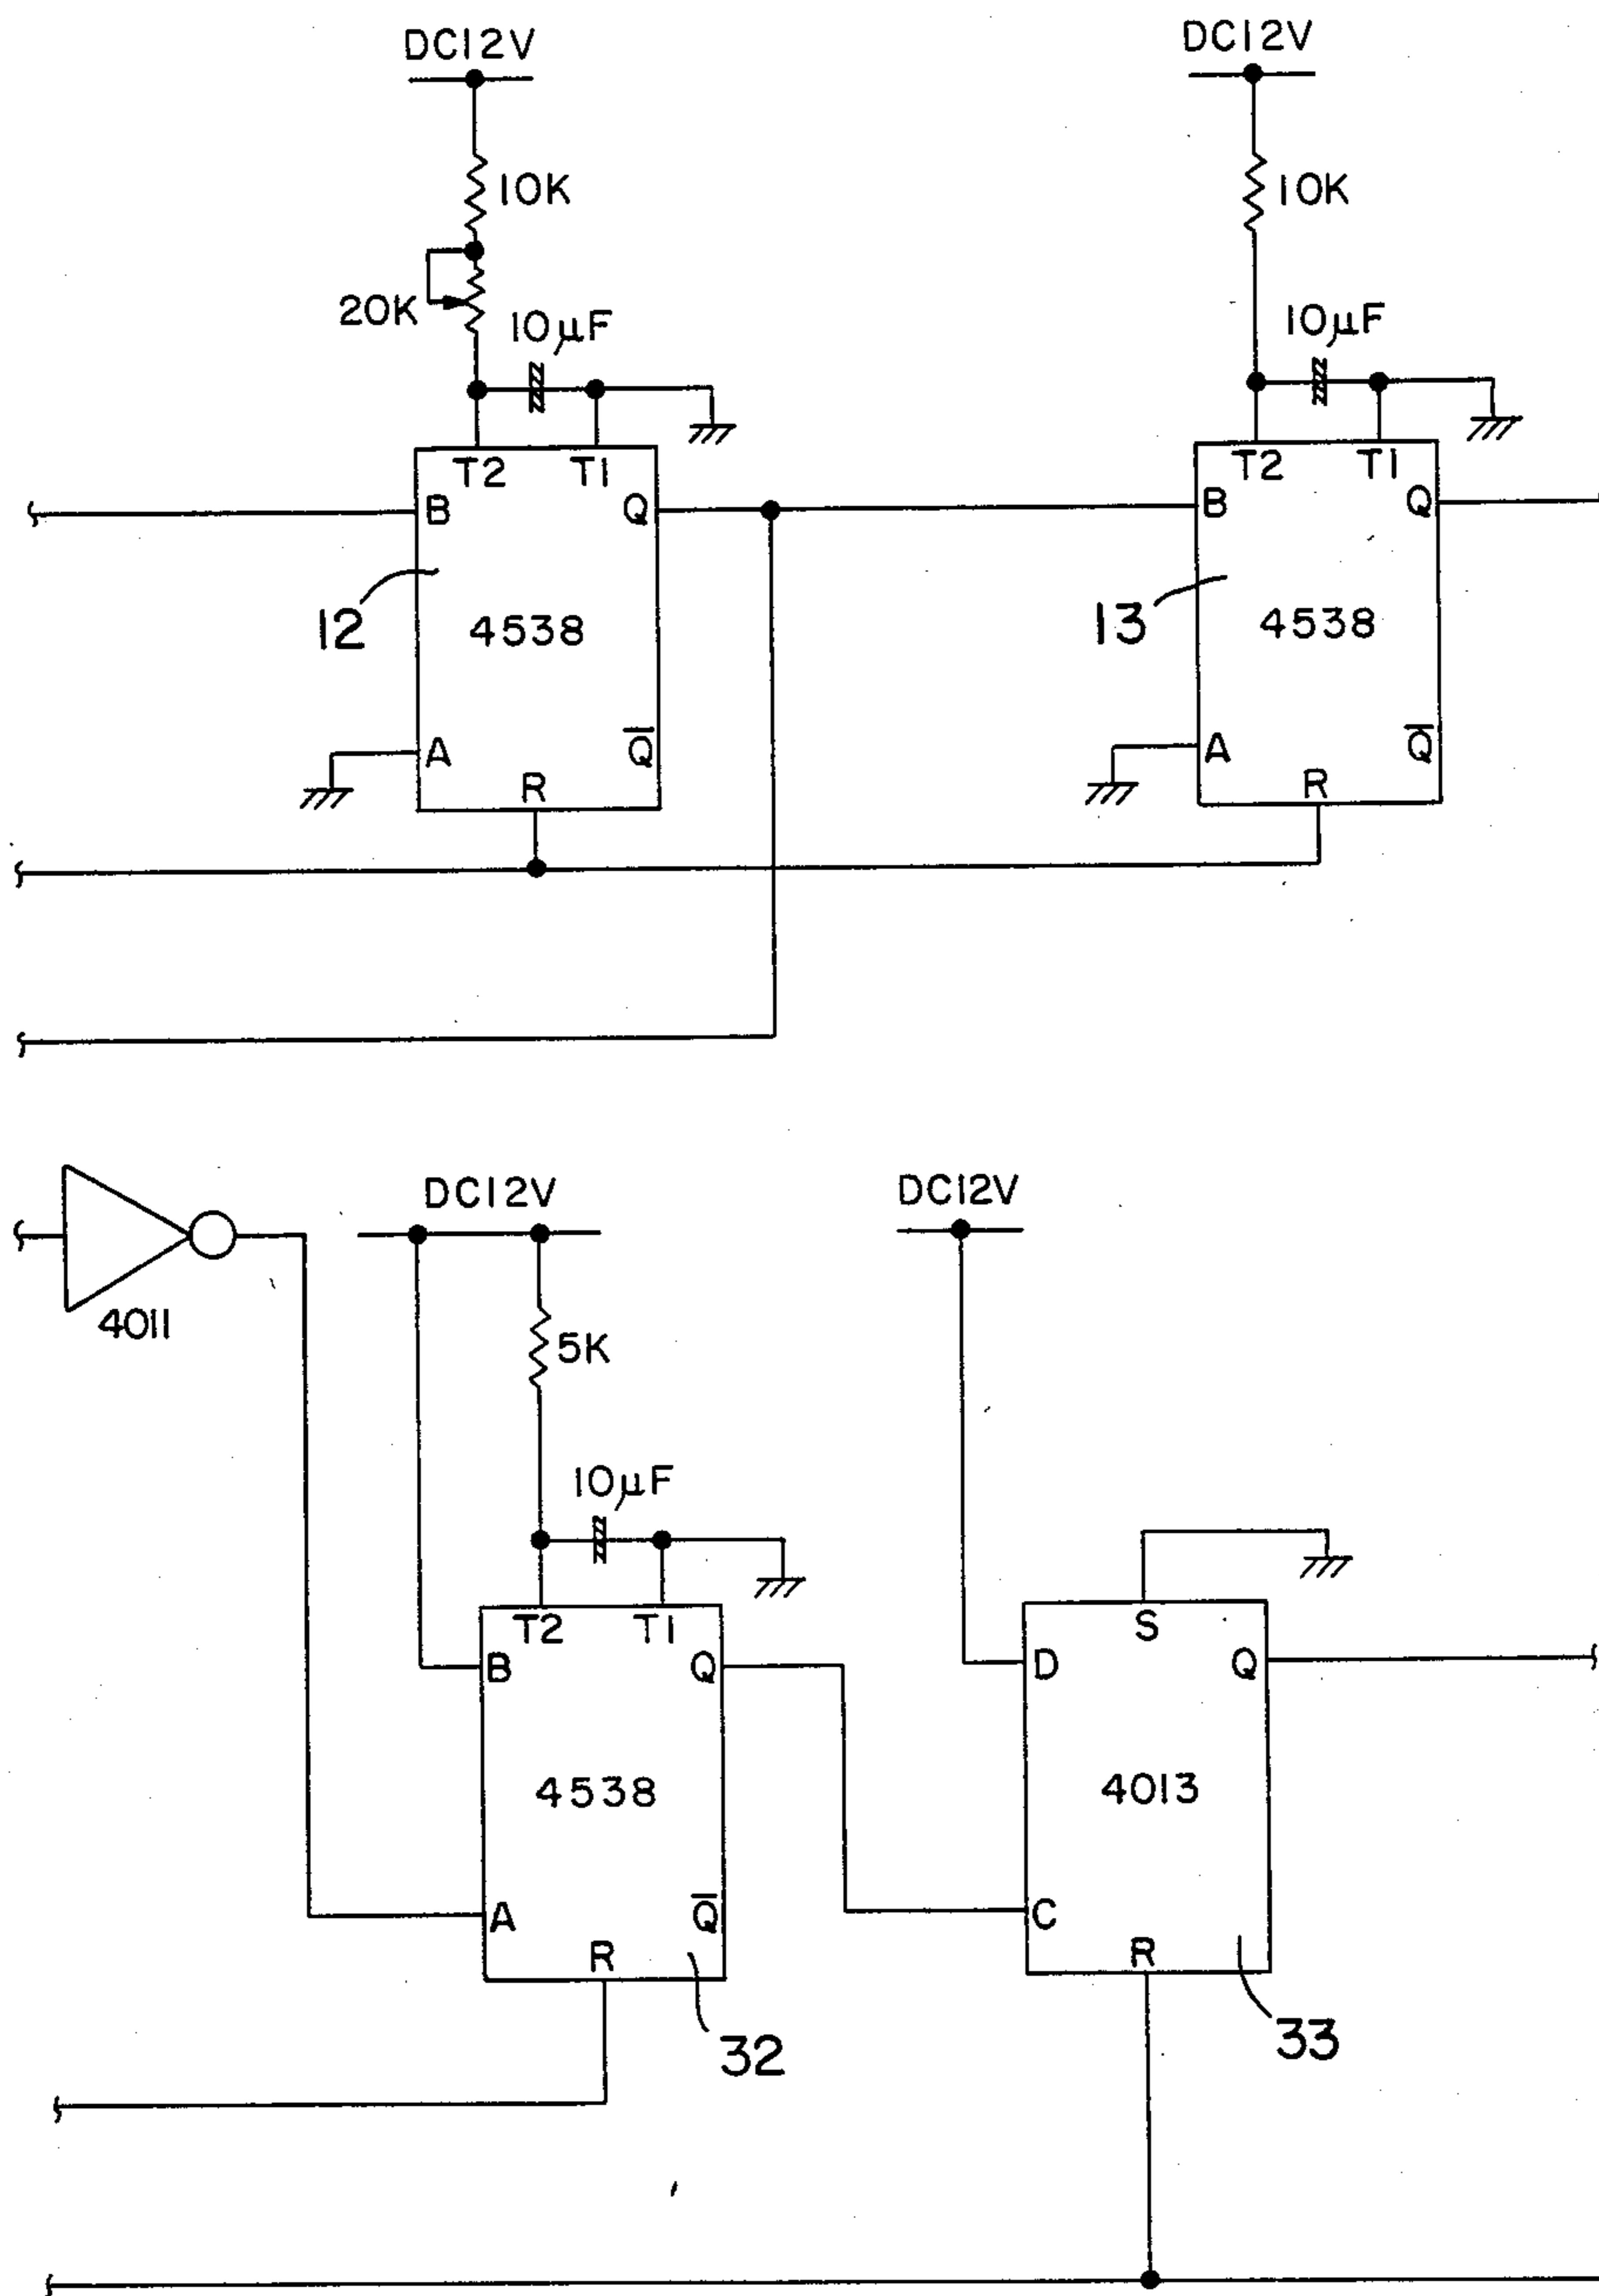 DC12V
DC12V
10K
10K
20K
10µF
10µF
T2 T1
T2 T1
B Q
B Q
12
4538
13
4538
A Q̅
A Q̅
R
R
DC12V
DC12V
4011
5K
10µF
T2 T1
S
B Q
D Q
4538
4013
A Q̅
C
R
R
32
33